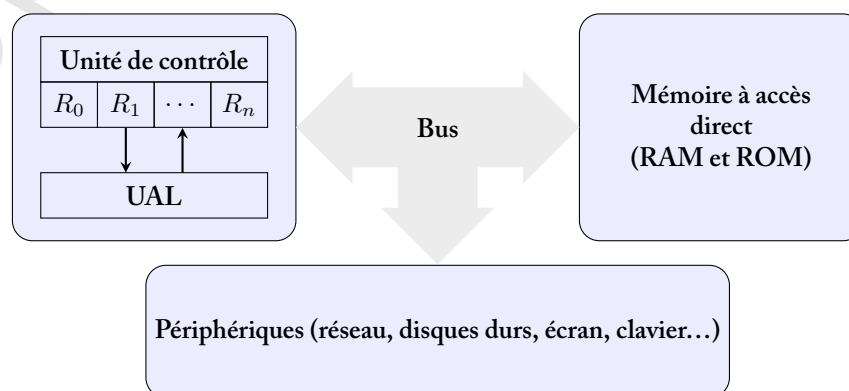 Unité de contrôle
R₀ R₁ ⋯ Rₙ
UAL
Bus
Mémoire à accès
direct
(RAM et ROM)
Périphériques (réseau, disques durs, écran, clavier…)